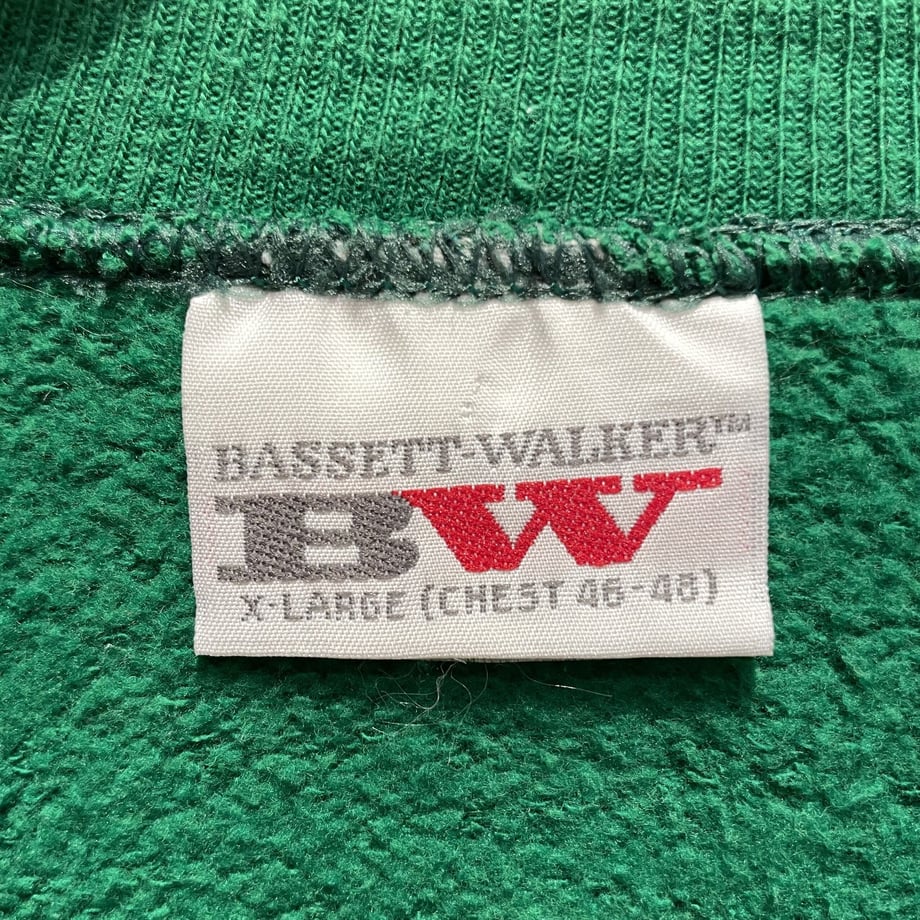 BASSETT-WALKER™
BW
X-LARGE (CHEST 46-48)